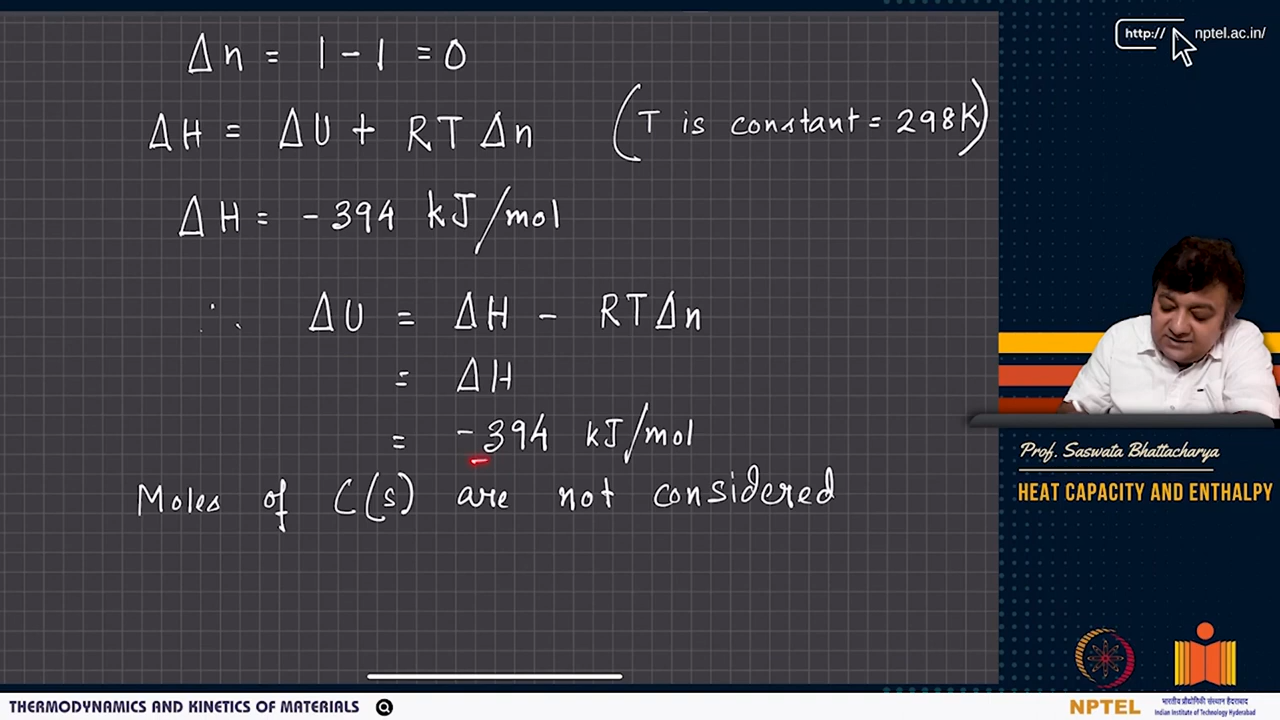 Δn = 1 - 1 = 0
ΔH = ΔU + RTΔn (T is constant = 298K)
ΔH = -394 kJ/mol
∴ ΔU = ΔH - RTΔn
= ΔH
= -394 kJ/mol
Moles of C(s) are not considered
http:// nptel.ac.in/
Prof. Saswata Bhattacharya
HEAT CAPACITY AND ENTHALPY
NPTEL
भारतीय प्रौद्योगिकी संस्थान हैदराबाद
Indian Institute of Technology Hyderabad
THERMODYNAMICS AND KINETICS OF MATERIALS